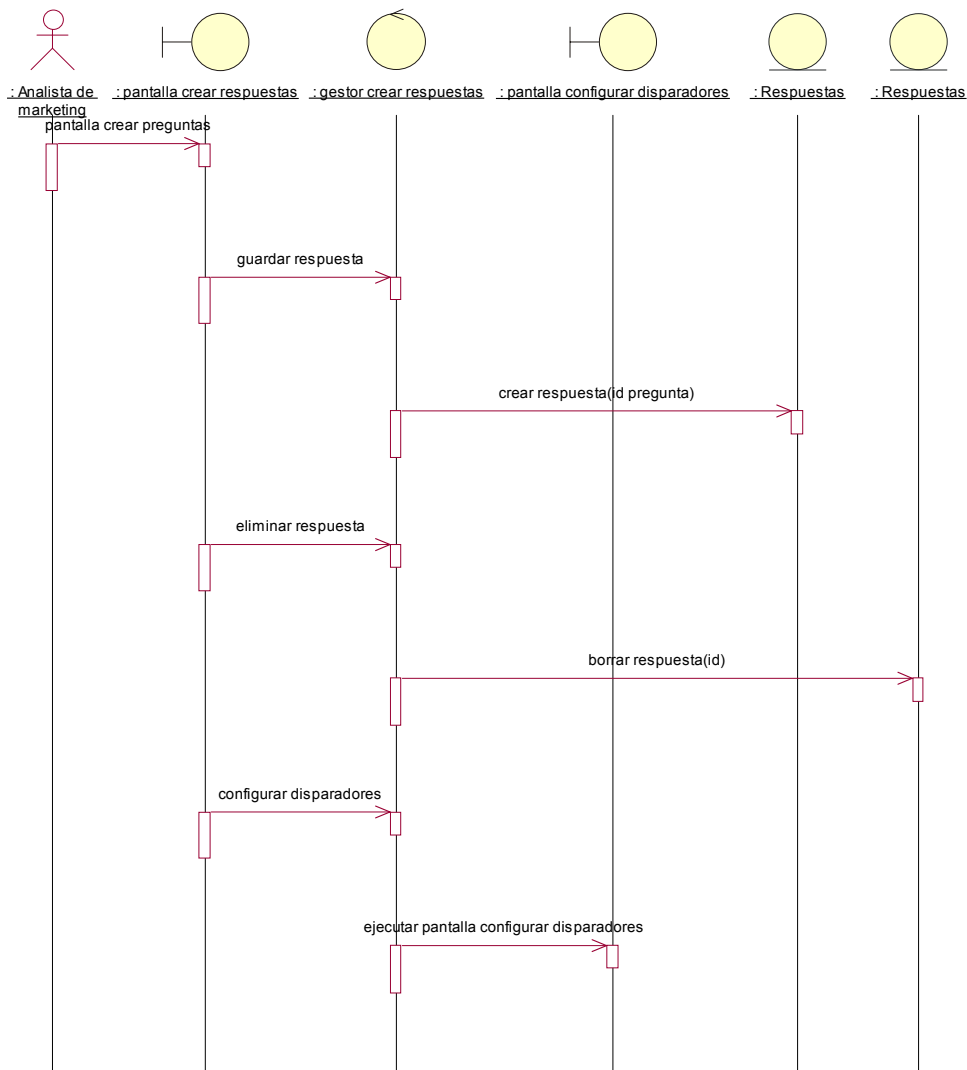 : Analista de
marketing
: pantalla crear respuestas
: gestor crear respuestas
: pantalla configurar disparadores
: Respuestas
: Respuestas
pantalla crear preguntas
guardar respuesta
crear respuesta(id pregunta)
eliminar respuesta
borrar respuesta(id)
configurar disparadores
ejecutar pantalla configurar disparadores